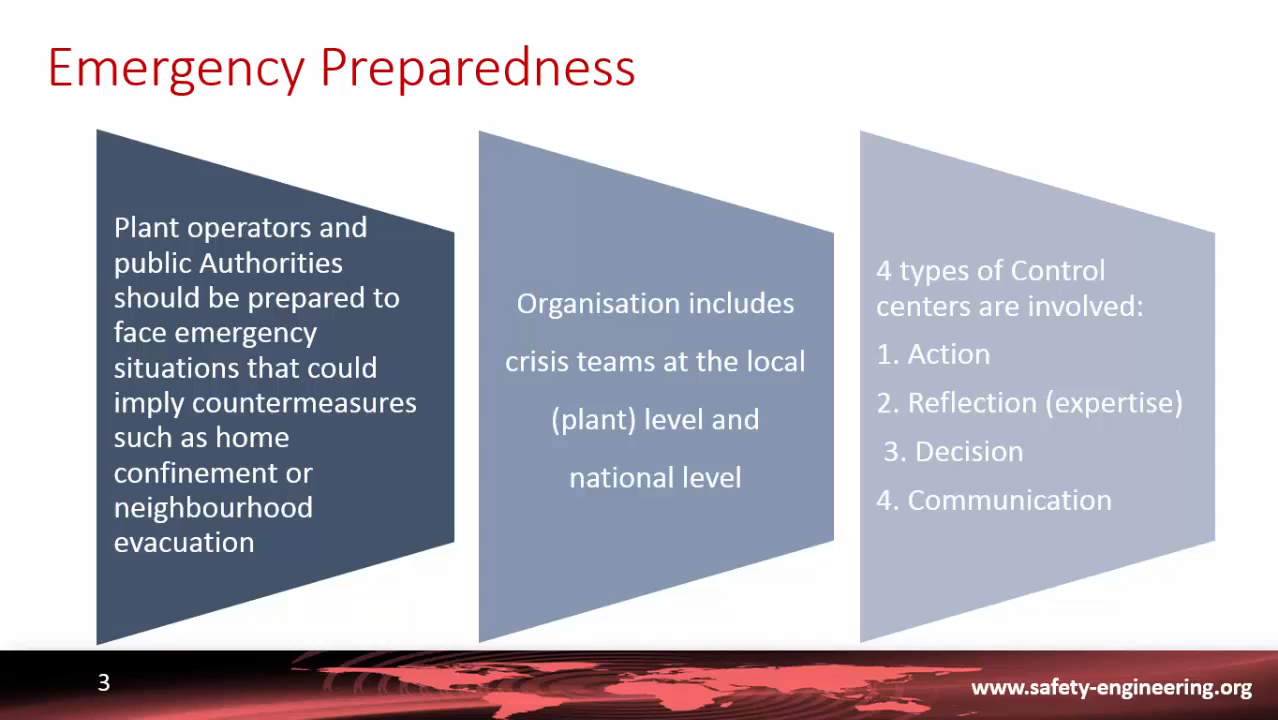 Emergency Preparedness
Plant operators and
public Authorities
should be prepared to
face emergency
situations that could
imply countermeasures
such as home
confinement or
neighbourhood
evacuation
Organisation includes
crisis teams at the local
(plant) level and
national level
4 types of Control
centers are involved:
1. Action
2. Reflection (expertise)
3. Decision
4. Communication
3
www.safety-engineering.org